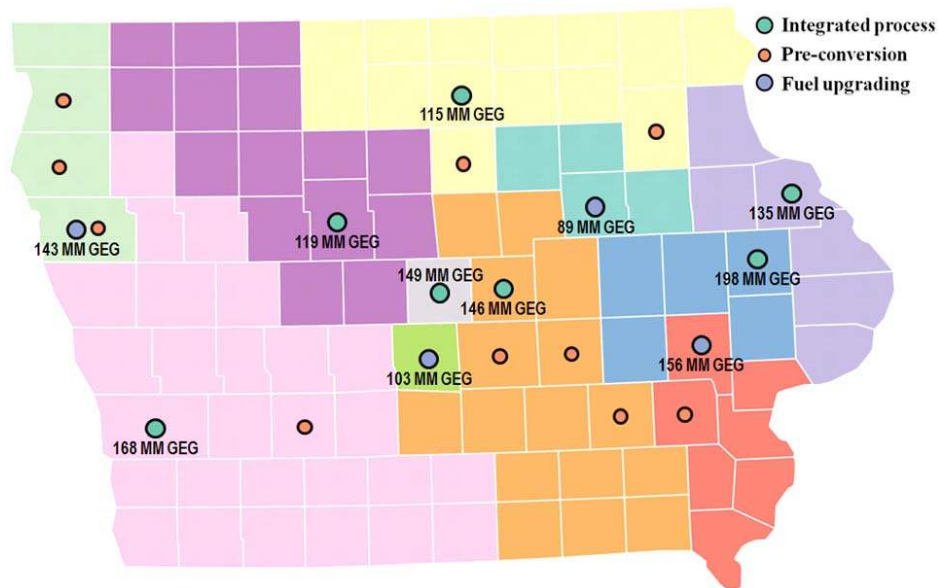 Integrated process
Pre-conversion
Fuel upgrading
115 MM GEG
135 MM GEG
89 MM GEG
119 MM GEG
143 MM GEG
149 MM GEG
198 MM GEG
146 MM GEG
156 MM GEG
103 MM GEG
168 MM GEG